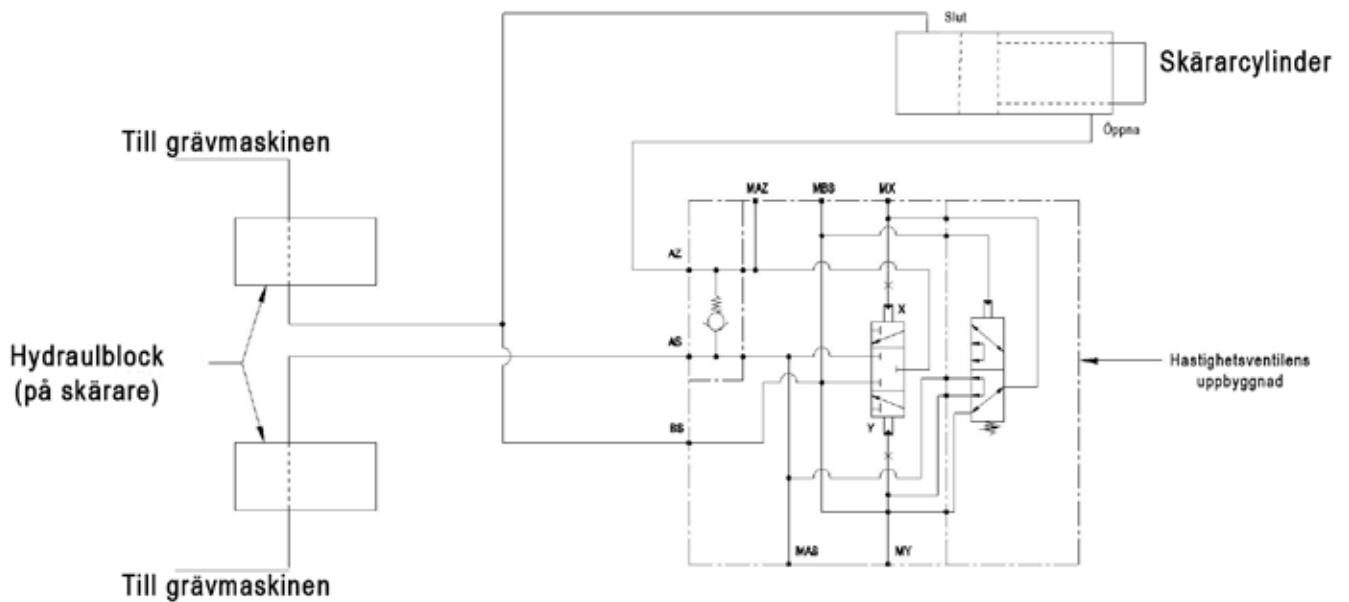 Slut
Skärarcylinder
Öppna
Till grävmaskinen
MAZ
MBS
MX
AZ
X
AS
Hydraulblock
(på skärare)
Hastighetsventilens
uppbyggnad
Y
BS
MAS
MY
Till grävmaskinen